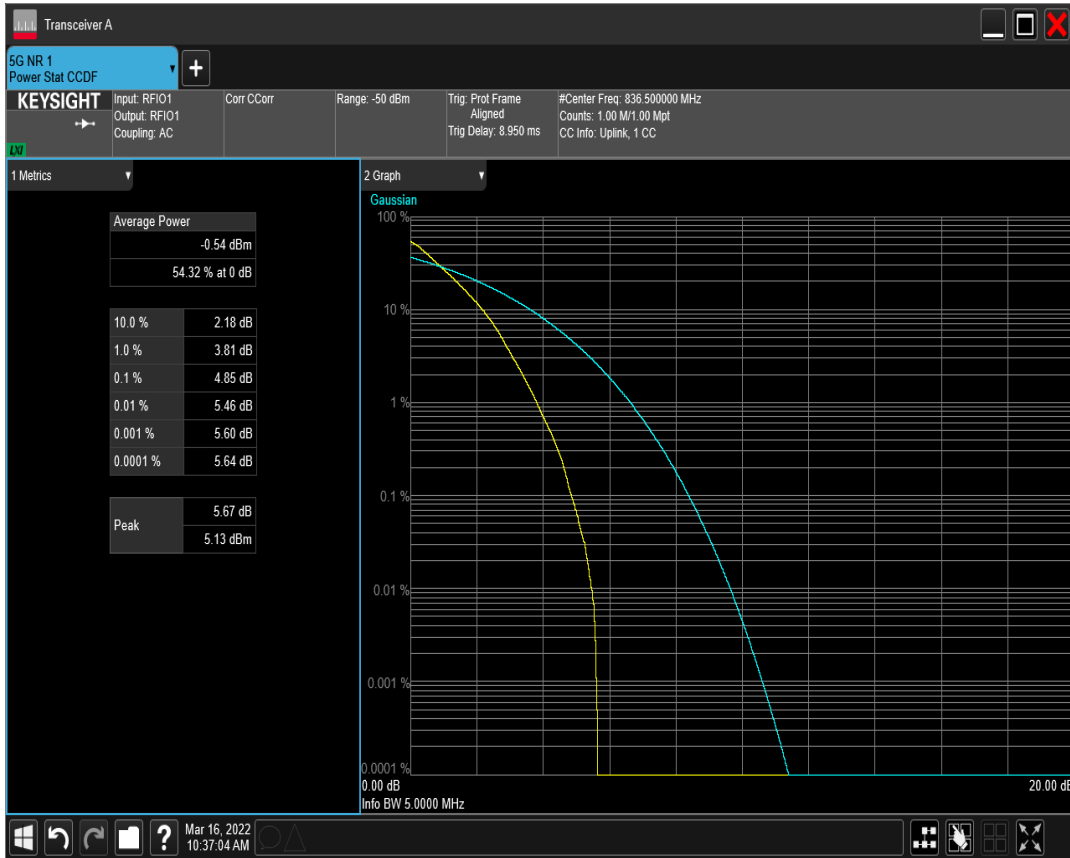 Transceiver A
5G NR 1
Power Stat CCDF
KEYSIGHT
LXI
Input: RFIO1
Output: RFIO1
Coupling: AC
Corr CCorr
Range: -50 dBm
Trig: Prot Frame
Aligned
Trig Delay: 8.950 ms
#Center Freq: 836.500000 MHz
Counts: 1.00 M/1.00 Mpt
CC Info: Uplink, 1 CC
1 Metrics
Average Power
-0.54 dBm
54.32 % at 0 dB
10.0 % 2.18 dB
1.0 % 3.81 dB
0.1 % 4.85 dB
0.01 % 5.46 dB
0.001 % 5.60 dB
0.0001 % 5.64 dB
Peak 5.67 dB
5.13 dBm
2 Graph
Gaussian
100 %
10 %
1 %
0.1 %
0.01 %
0.001 %
0.0001 %
0.00 dB 20.00 dB
Info BW 5.0000 MHz
?
Mar 16, 2022
10:37:04 AM